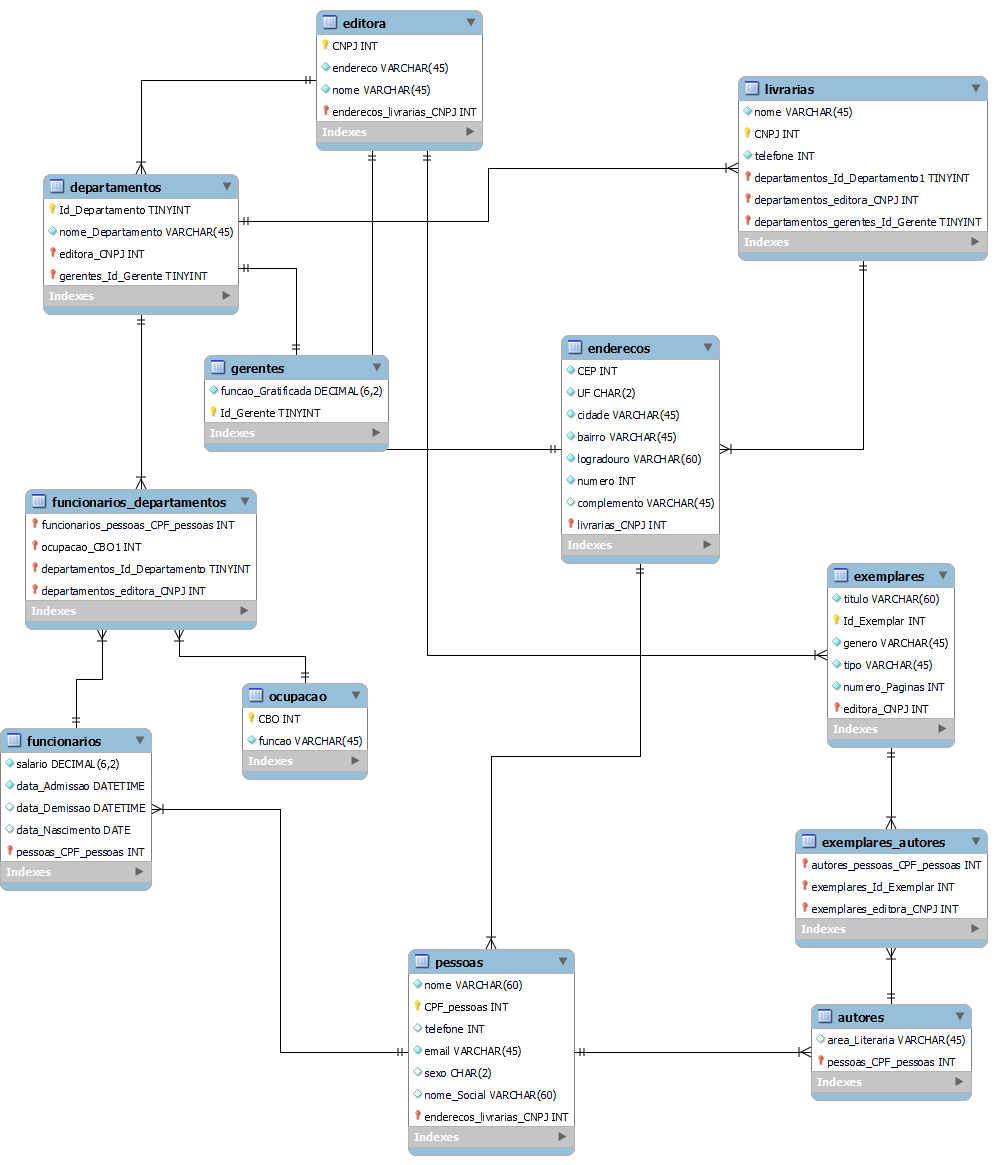 editora
CNPJ INT
endereco VARCHAR(45)
nome VARCHAR(45)
enderecos_livrarias_CNPJ INT
Indexes
livrarias
nome VARCHAR(45)
CNPJ INT
telefone INT
departamentos_Id_Departamento1 TINYINT
departamentos_editora_CNPJ INT
departamentos_gerentes_Id_Gerente TINYINT
Indexes
departamentos
Id_Departamento TINYINT
nome_Departamento VARCHAR(45)
editora_CNPJ INT
gerentes_Id_Gerente TINYINT
Indexes
gerentes
funcao_Gratificada DECIMAL(6,2)
Id_Gerente TINYINT
Indexes
enderecos
CEP INT
UF CHAR(2)
cidade VARCHAR(45)
bairro VARCHAR(45)
logradouro VARCHAR(60)
numero INT
complemento VARCHAR(45)
livrarias_CNPJ INT
Indexes
funcionarios_departamentos
funcionarios_pessoas_CPF_pessoas INT
ocupacao_CBO1 INT
departamentos_Id_Departamento TINYINT
departamentos_editora_CNPJ INT
Indexes
exemplares
titulo VARCHAR(60)
Id_Exemplar INT
genero VARCHAR(45)
tipo VARCHAR(45)
numero_Paginas INT
editora_CNPJ INT
Indexes
ocupacao
CBO INT
funcao VARCHAR(45)
Indexes
funcionarios
salario DECIMAL(6,2)
data_Admissao DATETIME
data_Demissao DATETIME
data_Nascimento DATE
pessoas_CPF_pessoas INT
Indexes
exemplares_autores
autores_pessoas_CPF_pessoas INT
exemplares_Id_Exemplar INT
exemplares_editora_CNPJ INT
Indexes
pessoas
nome VARCHAR(60)
CPF_pessoas INT
telefone INT
email VARCHAR(45)
sexo CHAR(2)
nome_Social VARCHAR(60)
enderecos_livrarias_CNPJ INT
Indexes
autores
area_Literaria VARCHAR(45)
pessoas_CPF_pessoas INT
Indexes